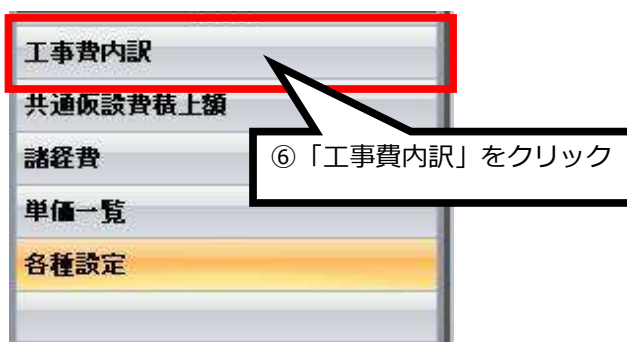 工事費内訳
共通仮設費積上額
諸経費
⑥「工事費内訳」をクリック
単価一覧
各種設定